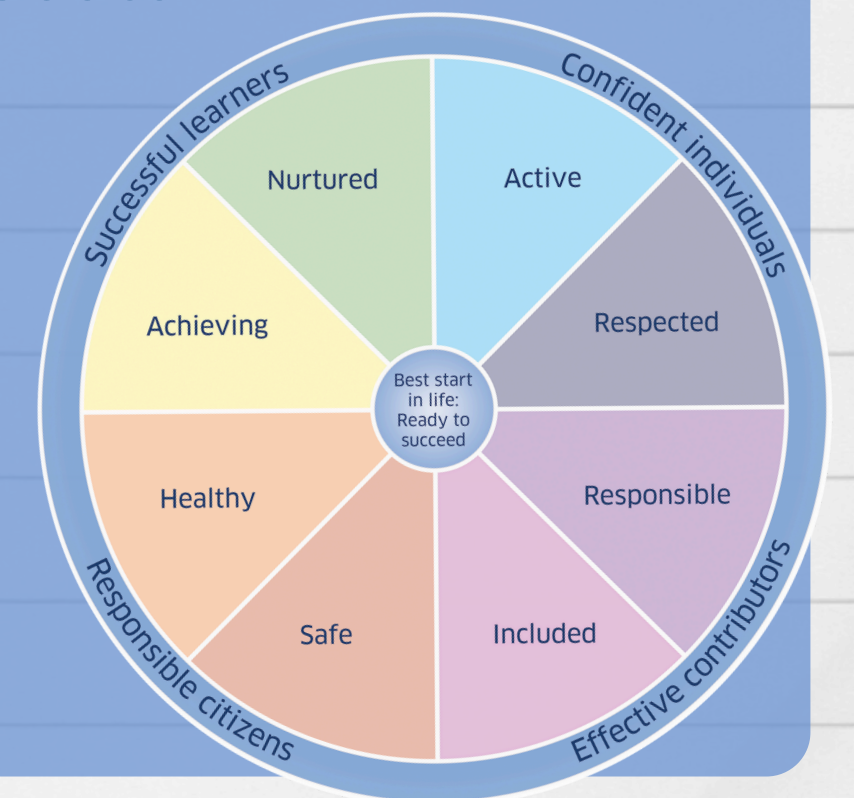 Successful learners
Confident individuals
Nurtured
Active
Achieving
Respected
Best start
in life:
Ready to
succeed
Healthy
Responsible
Safe
Included
Responsible citizens
Effective contributors